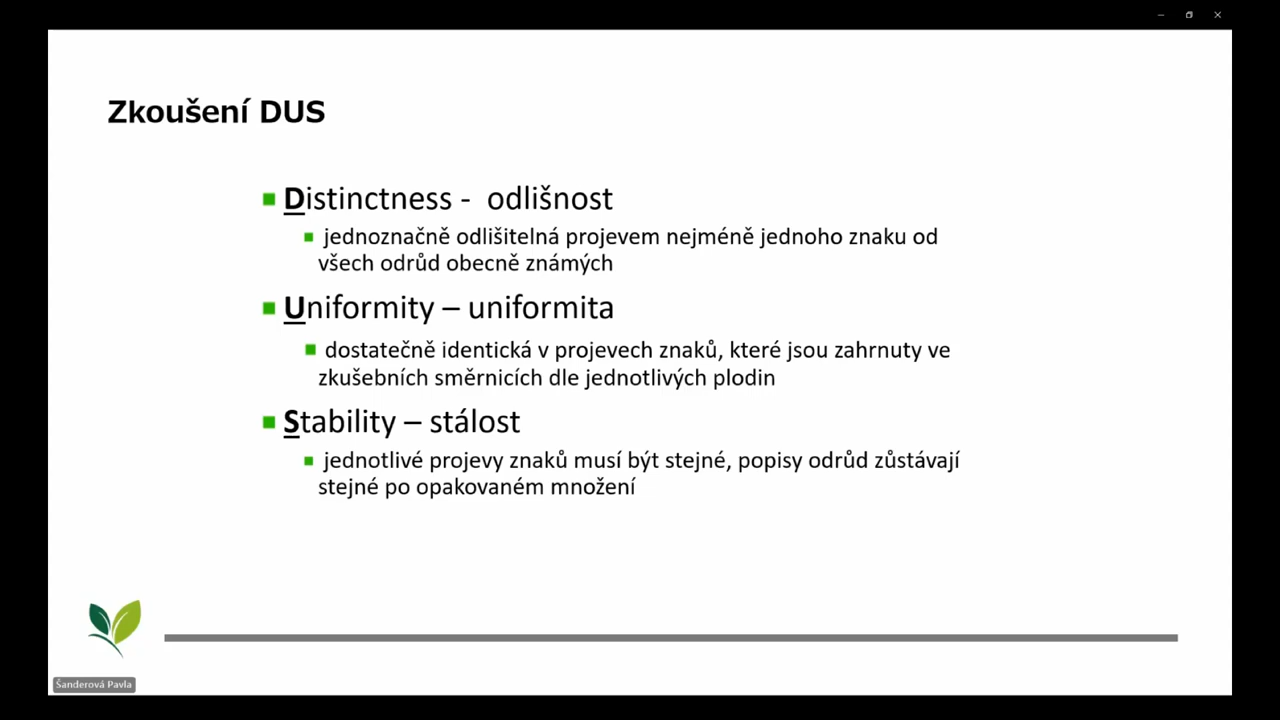 Zkoušení DUS
Distinctness - odlišnost
jednoznačně odlišitelná projevem nejméně jednoho znaku od
všech odrůd obecně známých
Uniformity – uniformita
dostatečně identická v projevech znaků, které jsou zahrnuty ve
zkušebních směrnicích dle jednotlivých plodin
Stability – stálost
jednotlivé projevy znaků musí být stejné, popisy odrůd zůstávají
stejné po opakovaném množení
Šanderová Pavla